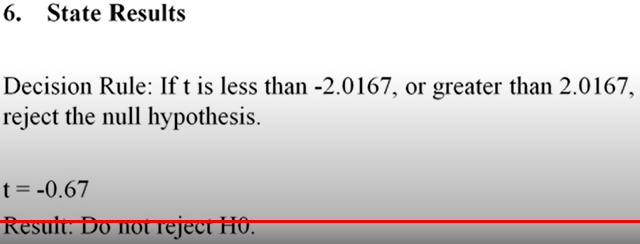 6. State Results
Decision Rule: If t is less than -2.0167, or greater than 2.0167,
reject the null hypothesis.
t = -0.67
Result: Do not reject H0.